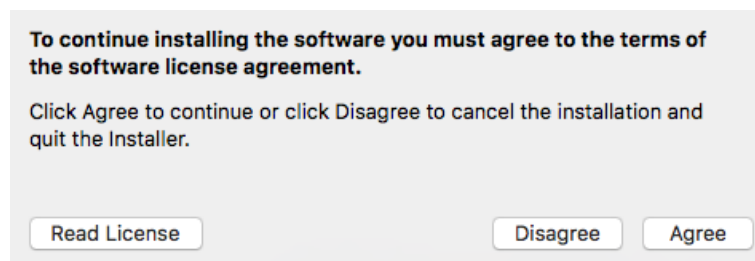 To continue installing the software you must agree to the terms of
the software license agreement.
Click Agree to continue or click Disagree to cancel the installation and
quit the Installer.
Read License
Disagree
Agree